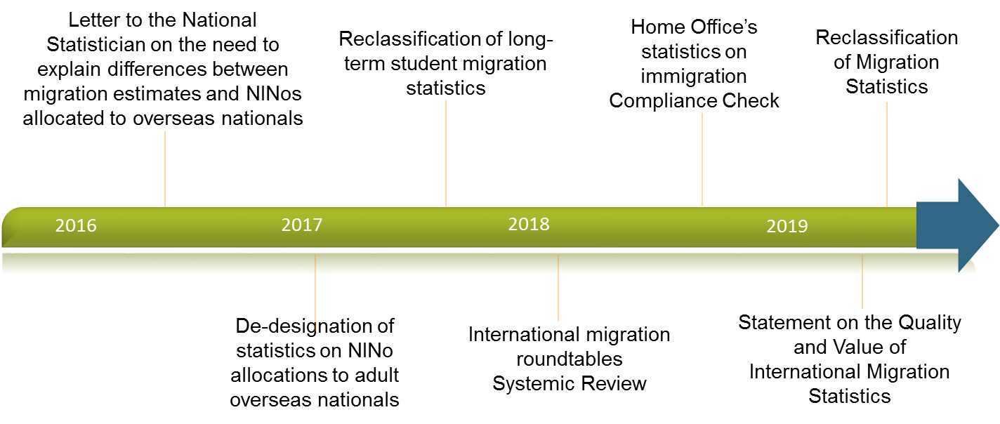 Letter to the National
Statistician on the need to
explain differences between
migration estimates and NINos
allocated to overseas nationals
Reclassification of long-
term student migration
statistics
Home Office’s
statistics on
immigration
Compliance Check
Reclassification
of Migration
Statistics
2016
2017
2018
2019
De-designation of
statistics on NINo
allocations to adult
overseas nationals
International migration
roundtables
Systemic Review
Statement on the Quality
and Value of
International Migration
Statistics